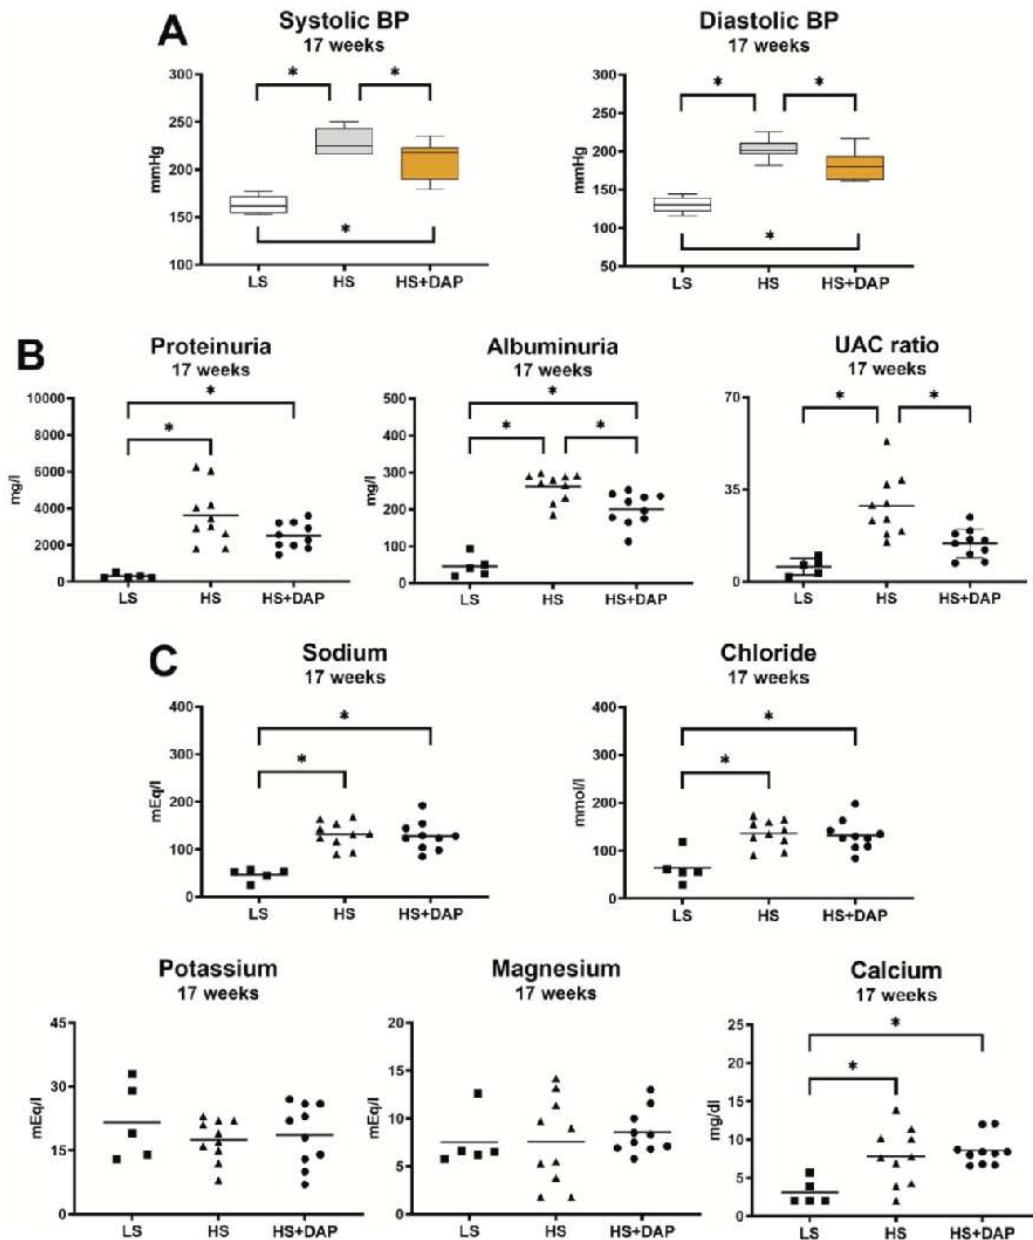 A
Systolic BP
17 weeks
mmHg
300
250
200
150
100
*
*
*
LS HS HS+DAP
Diastolic BP
17 weeks
mmHg
300
250
200
150
100
50
*
*
*
LS HS HS+DAP
B
Proteinuria
17 weeks
mg/l
10000
8000
6000
4000
2000
0
*
*
LS HS HS+DAP
Albuminuria
17 weeks
mg/l
500
400
300
200
100
0
*
*
*
LS HS HS+DAP
UAC ratio
17 weeks
70
35
0
*
*
LS HS HS+DAP
C
Sodium
17 weeks
mEq/l
400
300
200
100
0
*
*
LS HS HS+DAP
Chloride
17 weeks
mmol/l
400
300
200
100
0
*
*
LS HS HS+DAP
Potassium
17 weeks
mEq/l
45
30
15
0
LS HS HS+DAP
Magnesium
17 weeks
mEq/l
20
15
10
5
0
LS HS HS+DAP
Calcium
17 weeks
mg/dl
25
20
15
10
5
0
*
*
LS HS HS+DAP